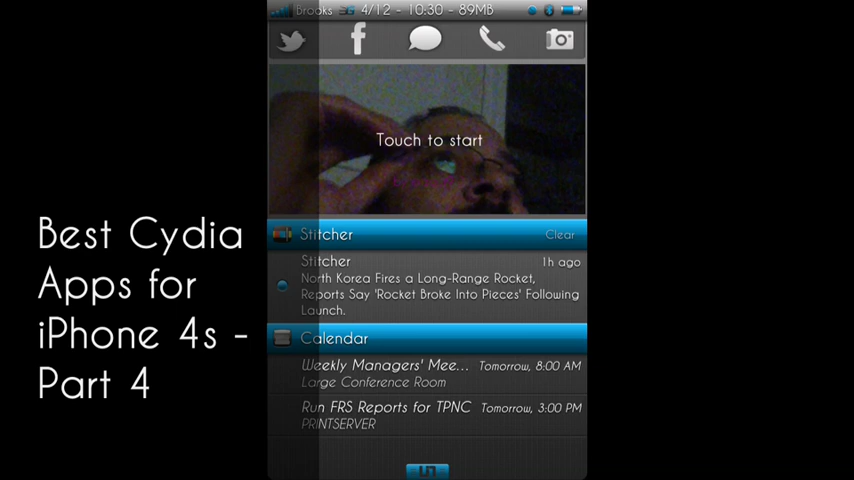 Brooks 3G 4/12 - 10:30 - 89MB
Touch to start
Stitcher Clear
Stitcher 1h ago
North Korea Fires a Long-Range Rocket,
Reports Say 'Rocket Broke Into Pieces' Following
Launch.
Calendar
Weekly Managers' Mee... Tomorrow, 8:00 AM
Large Conference Room
Run FRS Reports for TPNC Tomorrow, 3:00 PM
PRINTSERVER
Best Cydia
Apps for
iPhone 4s -
Part 4